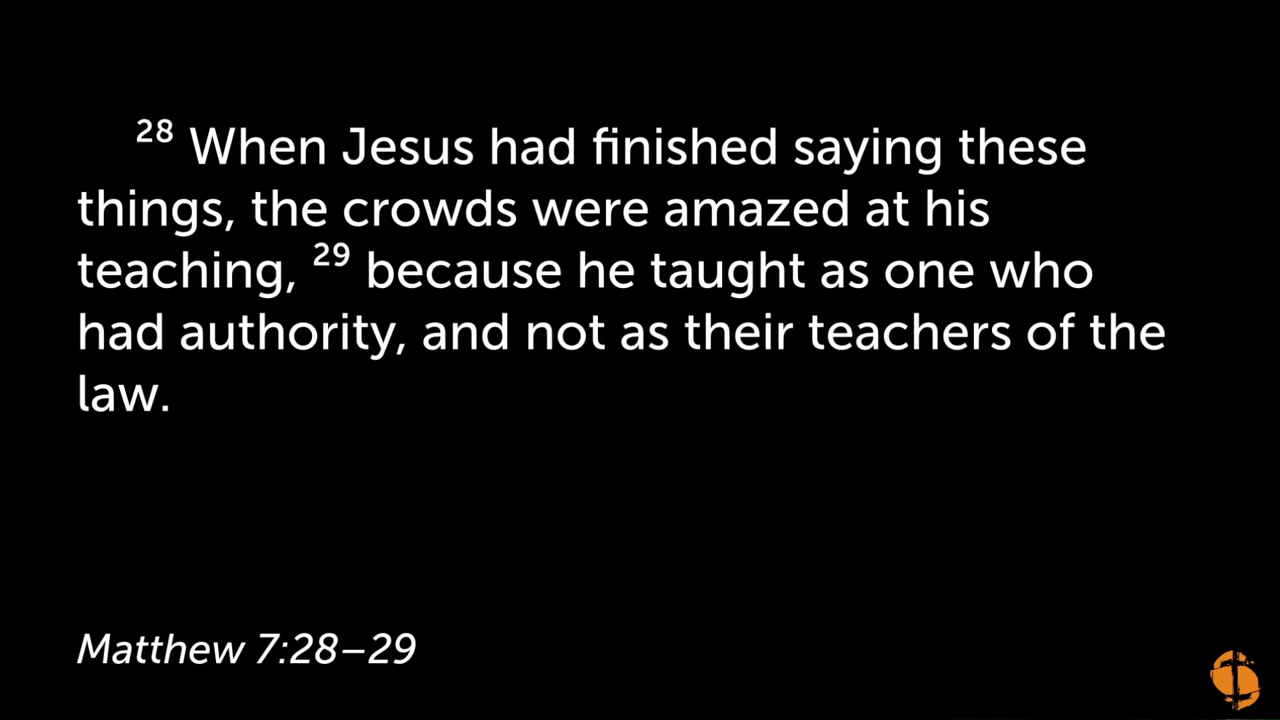 28 When Jesus had finished saying these
things, the crowds were amazed at his
teaching, 29 because he taught as one who
had authority, and not as their teachers of the
law.
Matthew 7:28–29